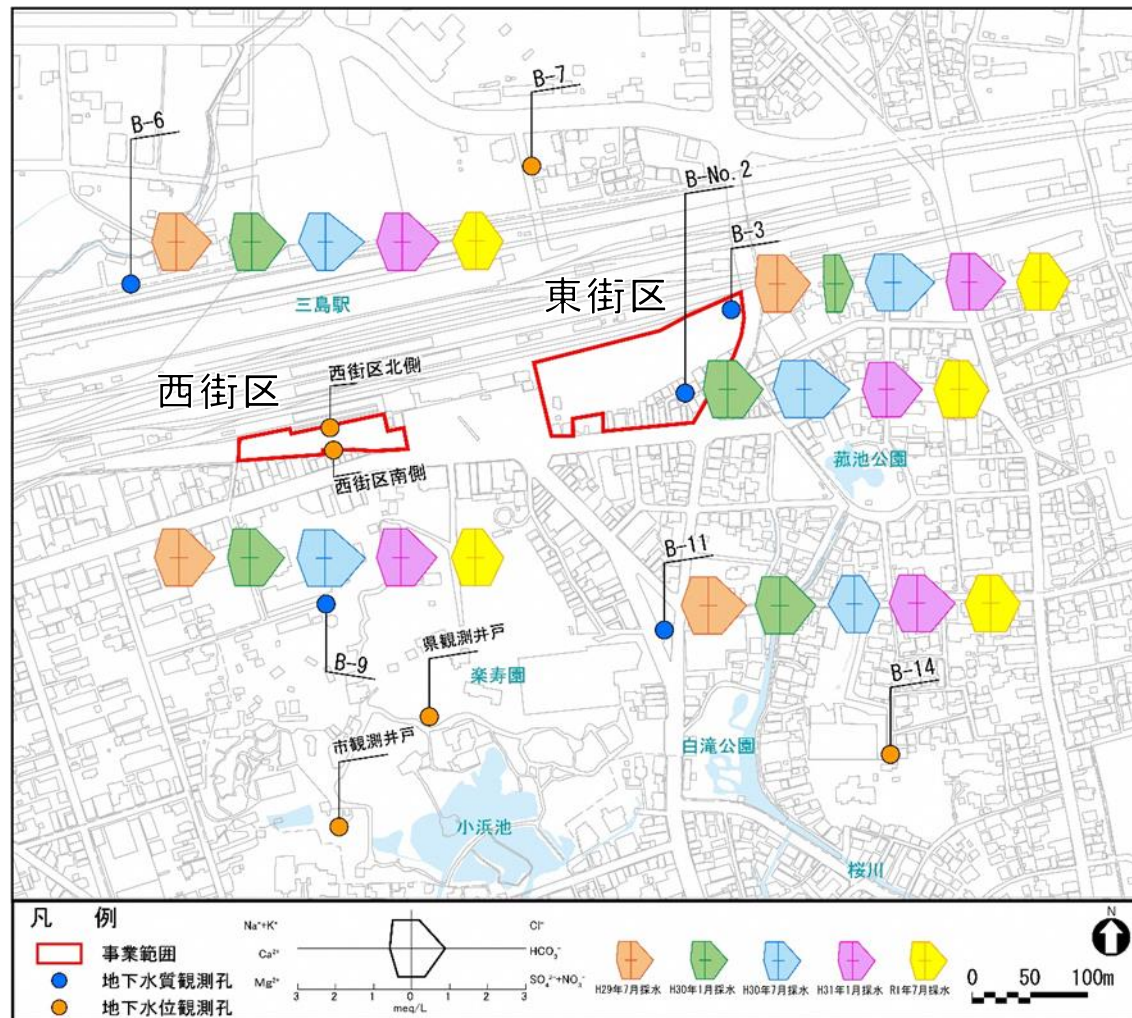 B-7
B-6
B-No. 2
B-3
三島駅
東街区
西街区北側
西街区
西街区南側
菰池公園
B-11
県観測井戸
B-9
楽寿園
B-14
市観測井戸
白滝公園
小浜池
桜川
凡 例
事業範囲
地下水質観測孔
地下水位観測孔
Na⁺+K⁺
Cl⁻
Ca²⁺
HCO₃⁻
Mg²⁺
SO₄²⁻+NO₃⁻
3 2 1 0 1 2 3
meq/L
H29年7月採水 H30年1月採水 H30年7月採水 H31年1月採水 R1年7月採水
N
0 50 100m